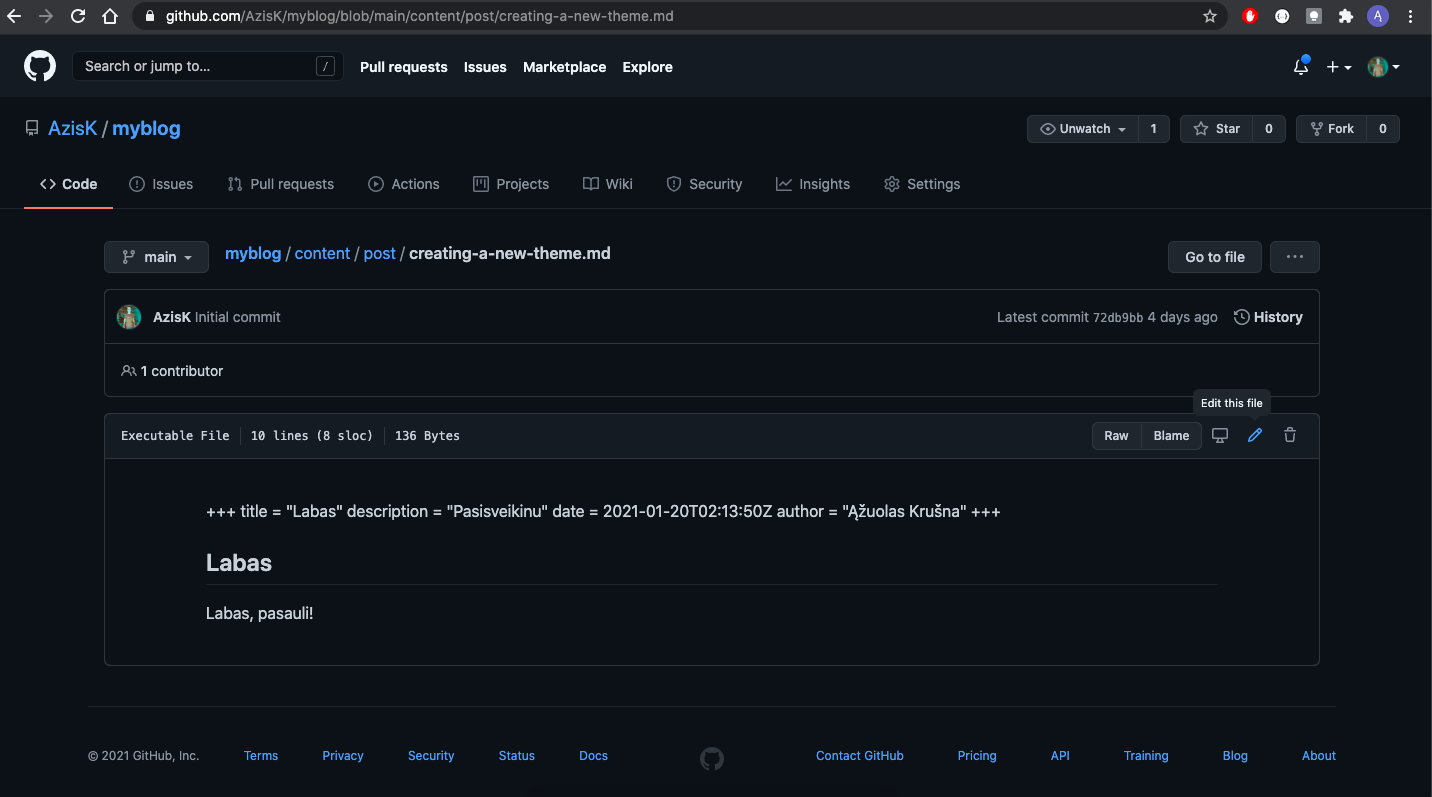 github.com/AzisK/myblog/blob/main/content/post/creating-a-new-theme.md
A
Search or jump to... /
Pull requests Issues Marketplace Explore
AzisK / myblog
Unwatch 1 Star 0 Fork 0
Code Issues Pull requests Actions Projects Wiki Security Insights Settings
main myblog / content / post / creating-a-new-theme.md Go to file ...
AzisK Initial commit Latest commit 72db9bb 4 days ago History
1 contributor
Edit this file
Executable File 10 lines (8 sloc) 136 Bytes Raw Blame
+++ title = "Labas" description = "Pasisveikinu" date = 2021-01-20T02:13:50Z author = "Ąžuolas Krušna" +++
Labas
Labas, pasauli!
© 2021 GitHub, Inc. Terms Privacy Security Status Docs Contact GitHub Pricing API Training Blog About